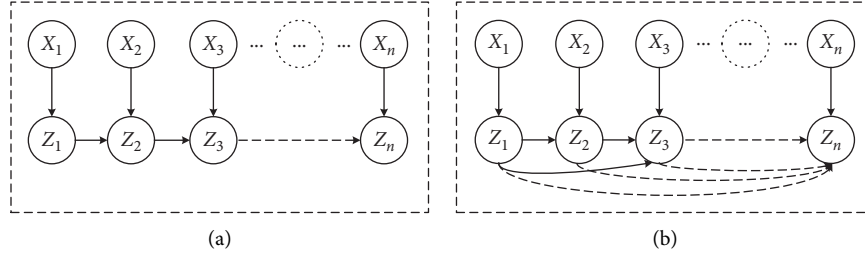 X1 X2 X3 ... ... ... Xn
Z1 Z2 Z3 Zn
(a)
X1 X2 X3 ... ... ... Xn
Z1 Z2 Z3 Zn
(b)